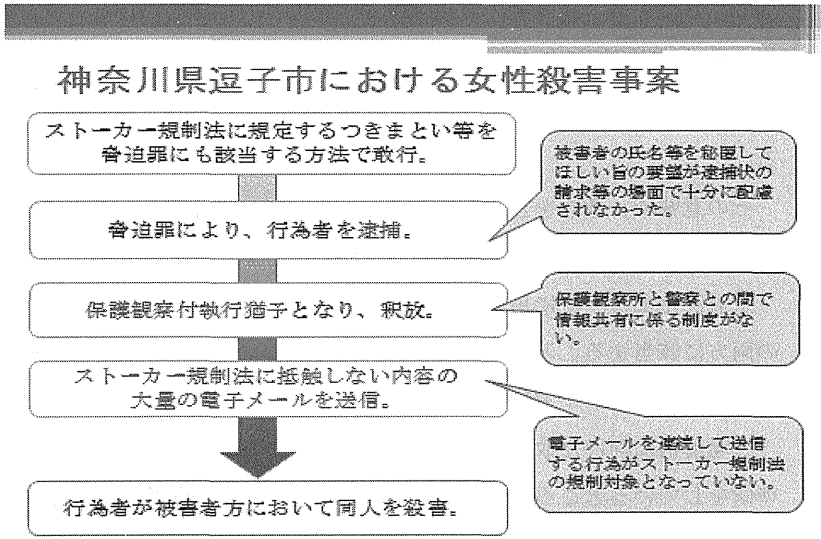 神奈川県逗子市における女性殺害事案
ストーカー規制法に規定するつきまとい等を
脅迫罪にも該当する方法で敢行。
被害者の氏名等を秘匿して
ほしい旨の要望が逮捕状の
請求等の場面で十分に配慮
されなかった。
脅迫罪により、行為者を逮捕。
保護観察付執行猶予となり、釈放。
保護観察所と警察との間で
情報共有に係る制度がな
い。
ストーカー規制法に抵触しない内容の
大量の電子メールを送信。
電子メールを連続して送信
する行為がストーカー規制法
の規制対象となっていない。
行為者が被害者方において同人を殺害。